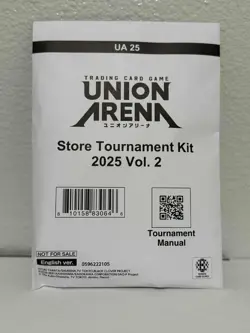 UA 25
TRADING CARD GAME
UNION
ARENA
ユニオンアリーナ
Store Tournament Kit
2025 Vol. 2
Tournament
Manual
NOT FOR SALE
English ver.
0596222105